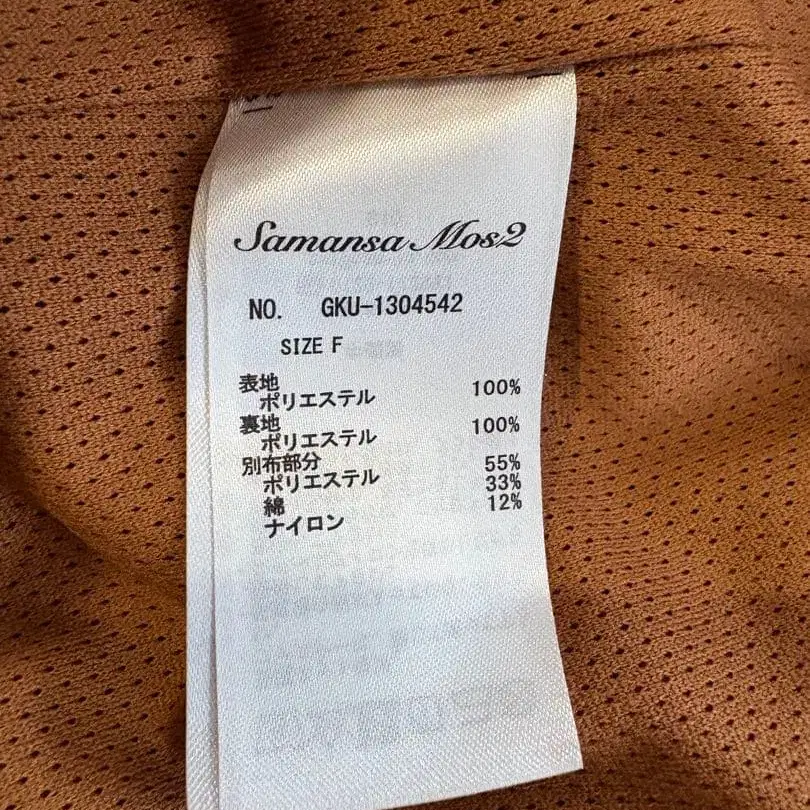 Samansa Mos2
NO. GKU-1304542
SIZE F
表地
ポリエステル 100%
裏地
ポリエステル 100%
別布部分
ポリエステル 55%
綿 33%
ナイロン 12%